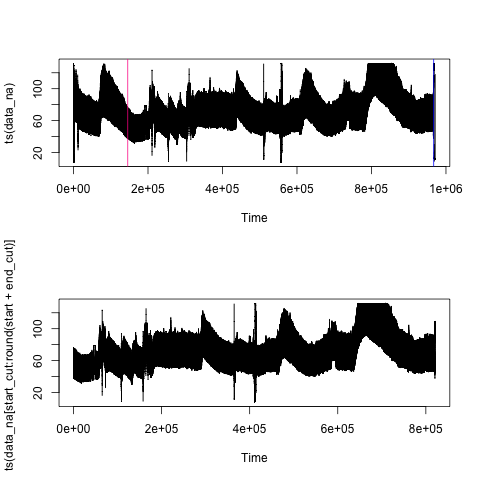 ts(data_na)
20 60 100
0e+00 2e+05 4e+05 6e+05 8e+05 1e+06
Time
ts(data_na[start_cut:round(start + end_cut)]
20 60 100
0e+00 2e+05 4e+05 6e+05 8e+05
Time